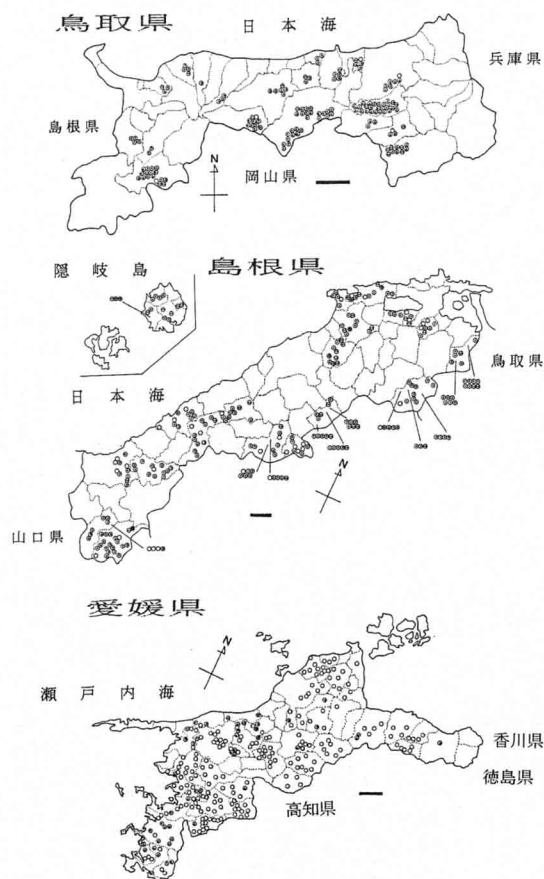 鳥取県
日本海
兵庫県
島根県
N
岡山県
隠岐島
島根県
鳥取県
日本海
N
山口県
愛媛県
N
瀬戸内海
香川県
徳島県
高知県